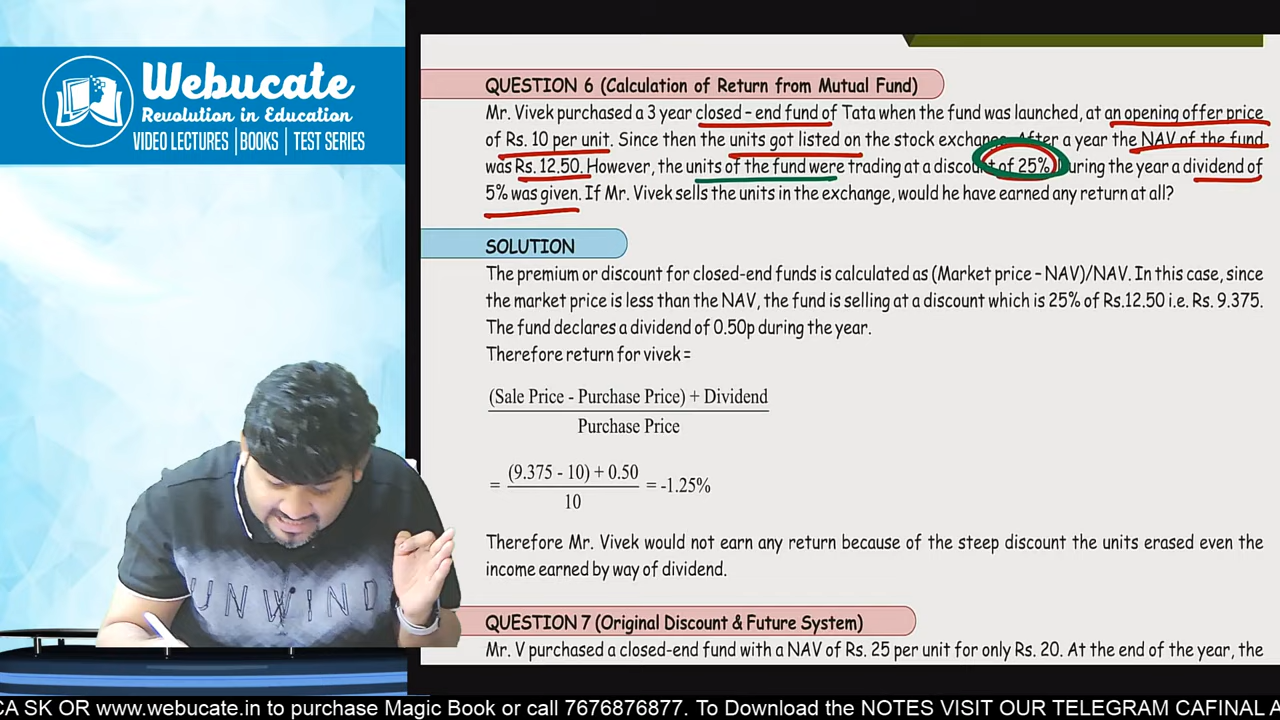 Webucate
Revolution in Education
VIDEO LECTURES | BOOKS | TEST SERIES
QUESTION 6 (Calculation of Return from Mutual Fund)
Mr. Vivek purchased a 3 year closed – end fund of Tata when the fund was launched, at an opening offer price
of Rs. 10 per unit. Since then the units got listed on the stock exchange. After a year the NAV of the fund
was Rs. 12.50. However, the units of the fund were trading at a discount of 25%. During the year a dividend of
5% was given. If Mr. Vivek sells the units in the exchange, would he have earned any return at all?
SOLUTION
The premium or discount for closed-end funds is calculated as (Market price – NAV)/NAV. In this case, since
the market price is less than the NAV, the fund is selling at a discount which is 25% of Rs.12.50 i.e. Rs. 9.375.
The fund declares a dividend of 0.50p during the year.
Therefore return for vivek =
(Sale Price - Purchase Price) + Dividend
Purchase Price
= (9.375 - 10) + 0.50 = -1.25%
10
Therefore Mr. Vivek would not earn any return because of the steep discount the units erased even the
income earned by way of dividend.
UNWIND
QUESTION 7 (Original Discount & Future System)
Mr. V purchased a closed-end fund with a NAV of Rs. 25 per unit for only Rs. 20. At the end of the year, the
CA SK OR www.webucate.in to purchase Magic Book or call 7676876877. To Download the NOTES VISIT OUR TELEGRAM CAFINAL A